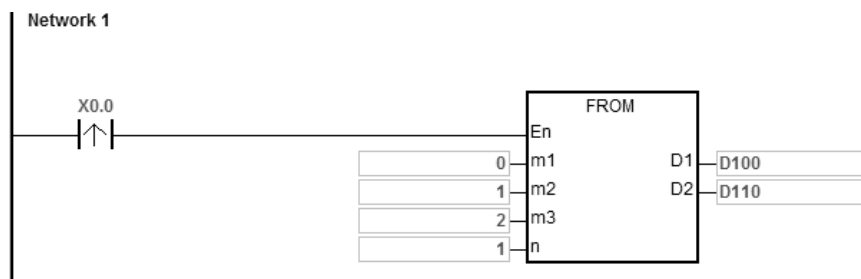 Network 1
X0.0
FROM
En
0 m1 D1 D100
1 m2 D2 D110
2 m3
1 n